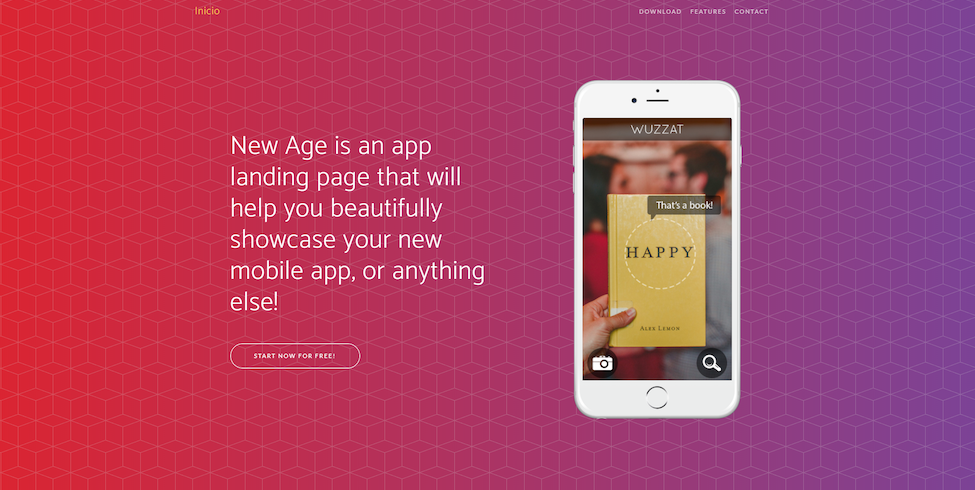 Inicio
DOWNLOAD FEATURES CONTACT
New Age is an app
landing page that will
help you beautifully
showcase your new
mobile app, or anything
else!
START NOW FOR FREE!
WUZZAT
That's a book!
HAPPY
Alex Lemon